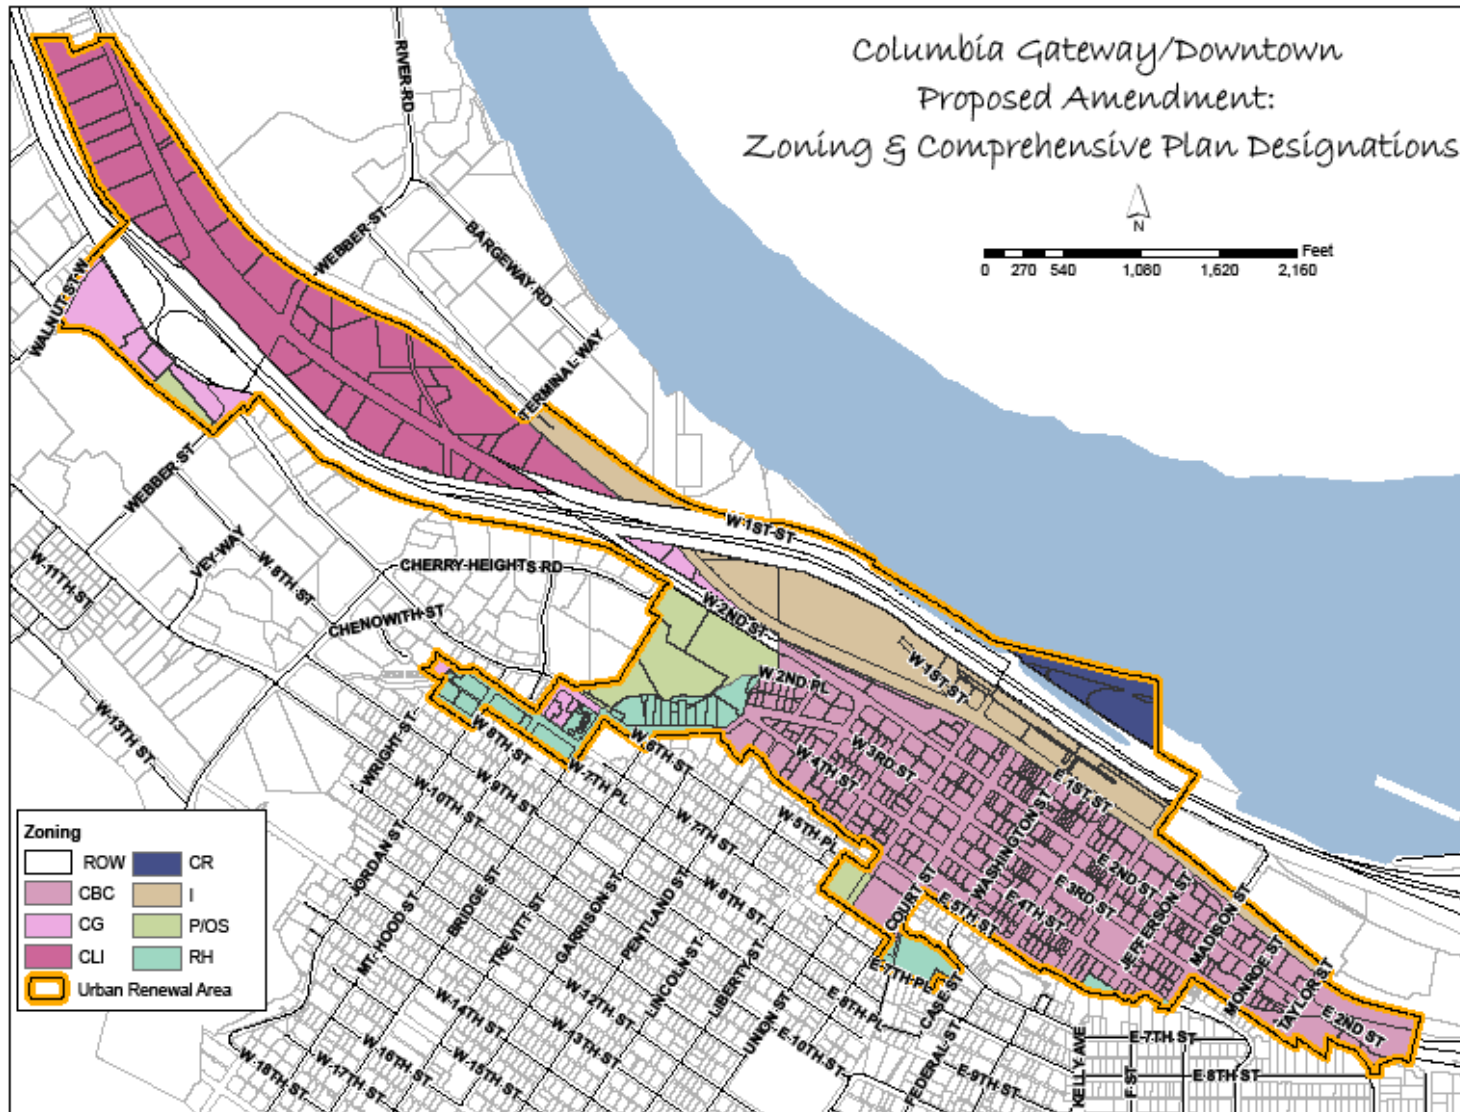 Columbia Gateway/Downtown
Proposed Amendment:
Zoning & Comprehensive Plan Designations
N
Feet
0 270 540 1,080 1,620 2,160
RIVER RD
WEBBER ST
BARGEWAY RD
TERMINAL WAY
WALNUT ST W
WEBBER ST
VEY WAY
W 8TH ST
W 11TH ST
CHENOWITH ST
CHERRY HEIGHTS RD
W 13TH ST
W 1ST ST
W 2ND ST
W 1ST ST
W 2ND PL
W 3RD ST
W 4TH ST
E 1ST ST
WASHINGTON ST
E 2ND ST
E 3RD ST
E 4TH ST
E 5TH ST
JEFFERSON ST
MADISON ST
MONROE ST
TAYLOR ST
E 2ND ST
COURT ST
W 5TH PL
W 6TH ST
W 7TH PL
W 7TH ST
W 8TH ST
W 8TH ST
W 9TH ST
W 10TH ST
WRIGHT ST
JORDAN ST
MT. HOOD ST
BRIDGE ST
TREVITT ST
GARRISON ST
PENTLAND ST
LINCOLN ST
LIBERTY ST
UNION ST
E 7TH PL
CASE ST
E 8TH PL
E 10TH ST
FEDERAL ST
E 9TH ST
KELLY AVE
F ST
E 7TH ST
E 8TH ST
W 12TH ST
W 13TH ST
W 14TH ST
W 15TH ST
W 16TH ST
W 17TH ST
W 18TH ST
Zoning
ROW CR
CBC I
CG P/OS
CLI RH
Urban Renewal Area